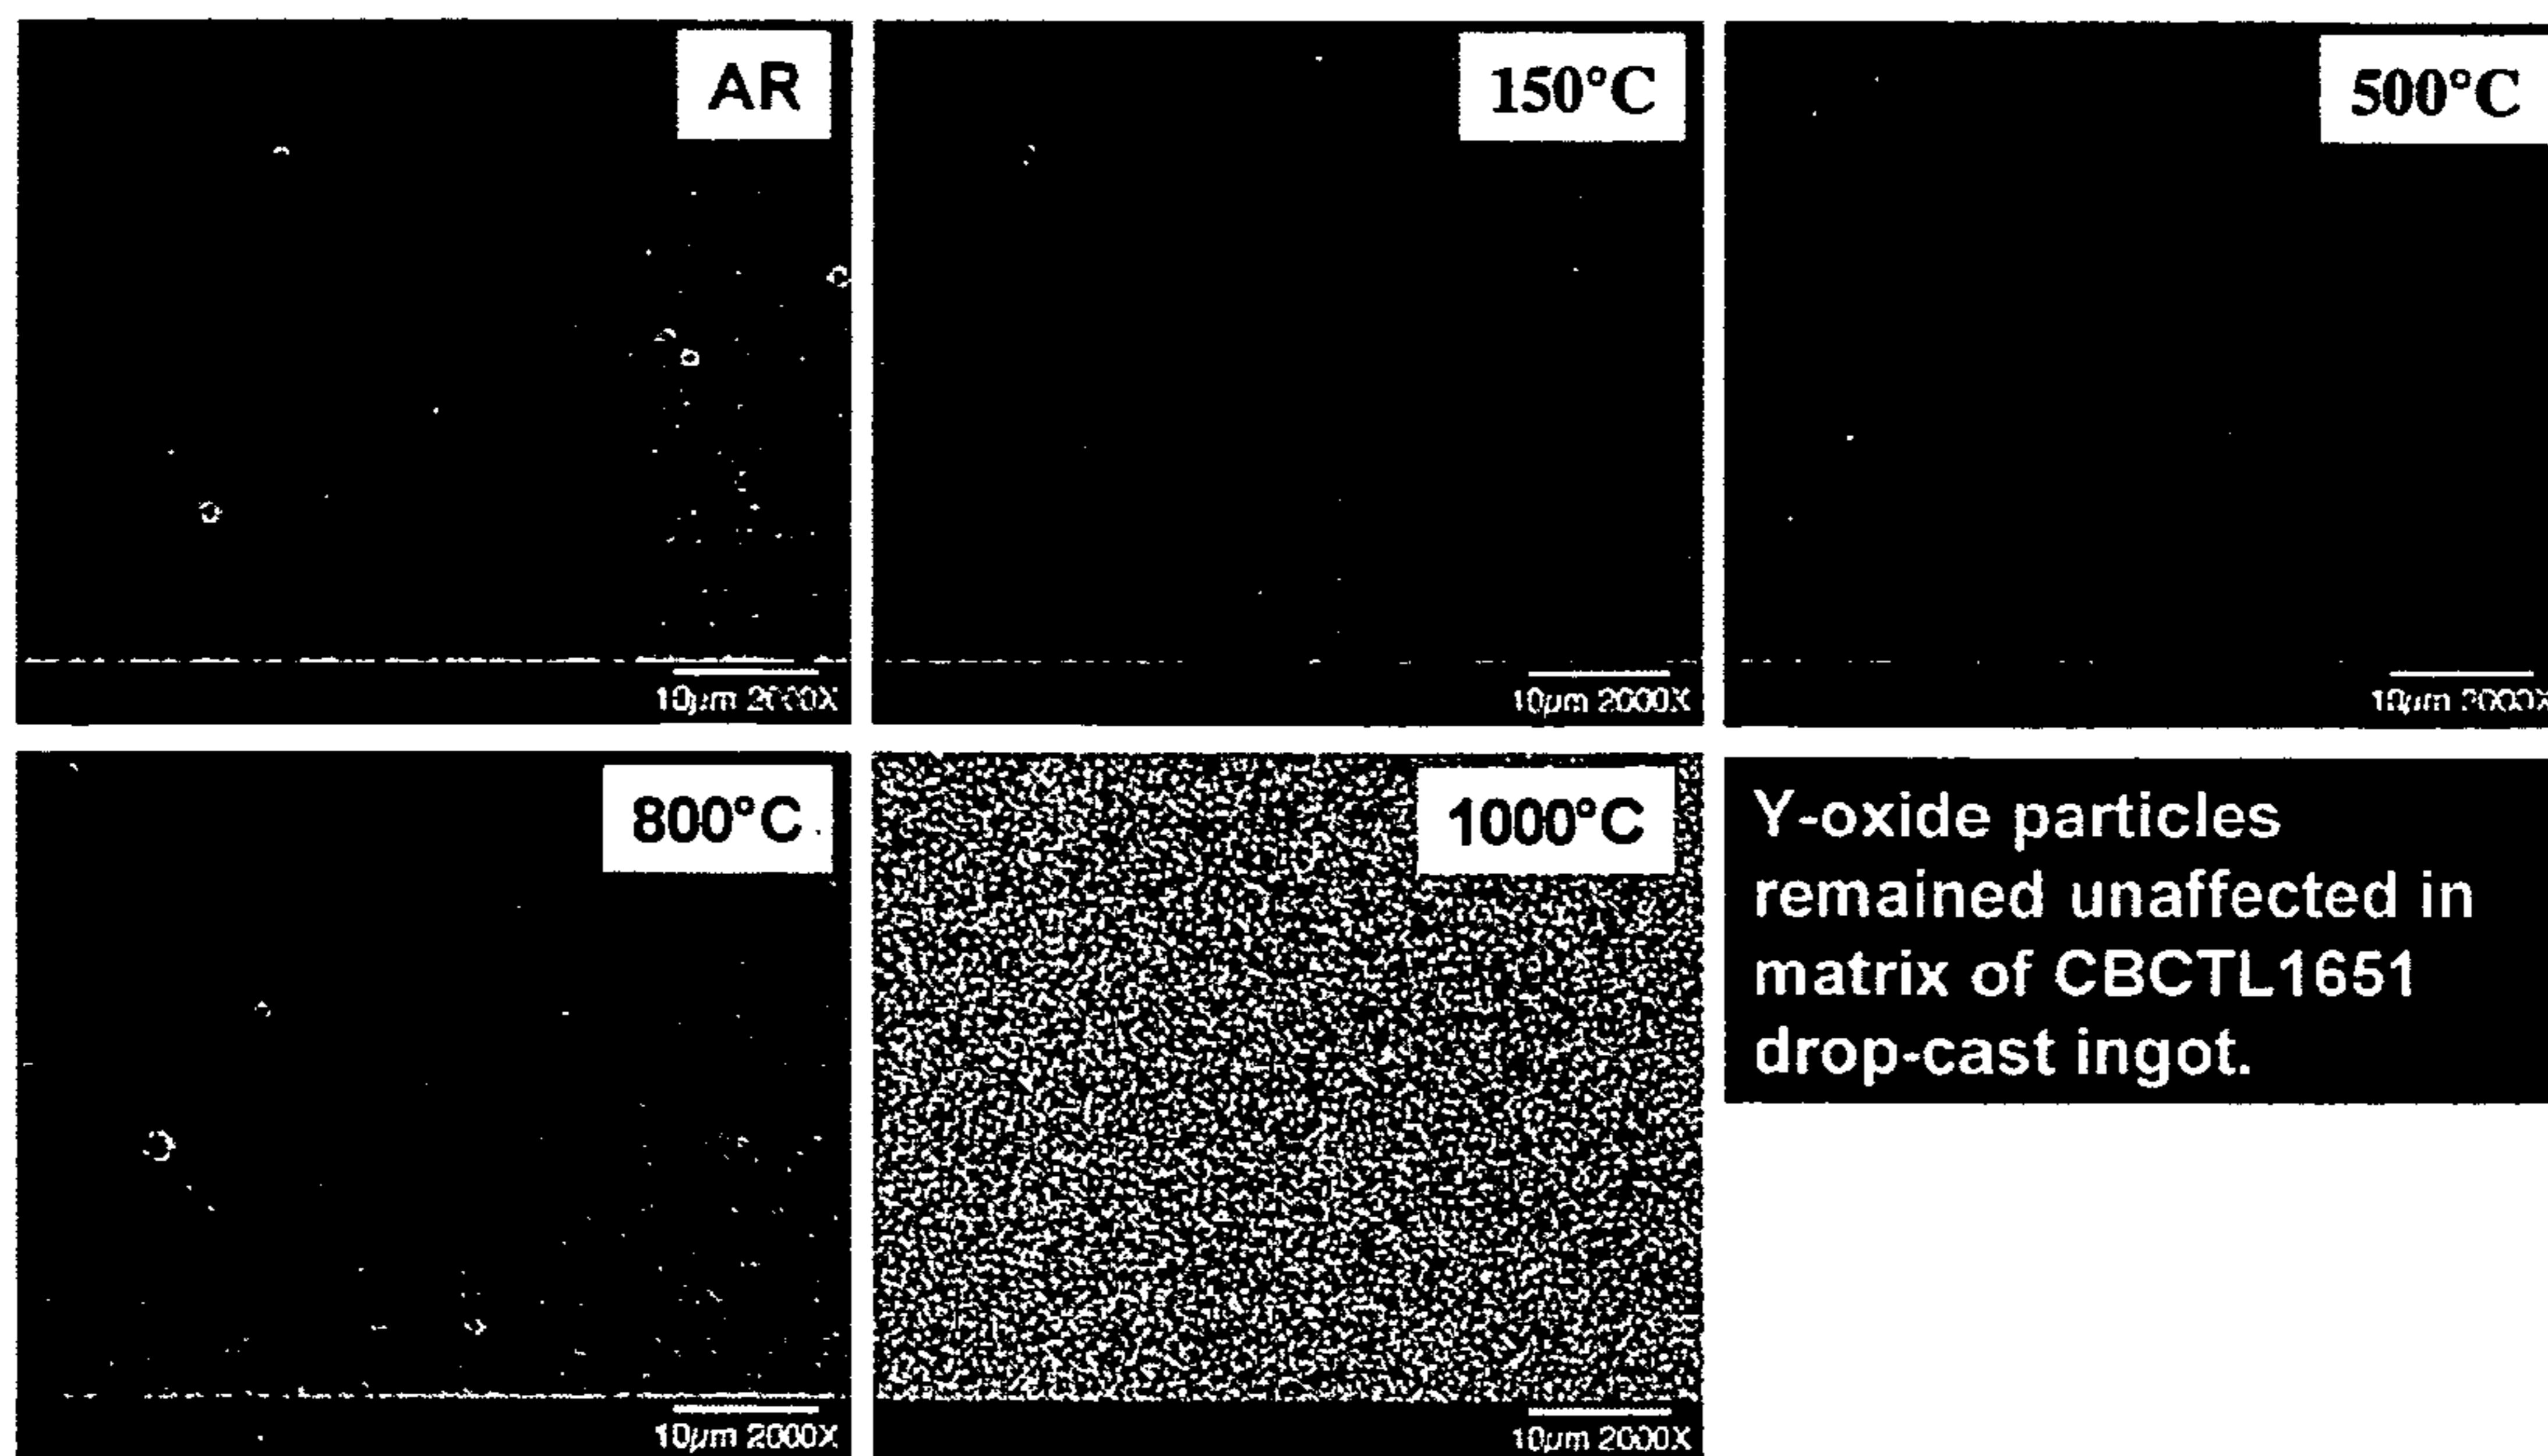 AR
150°C
500°C
10µm 2000X
10µm 2000X
10µm 2000X
800°C
1000°C
Y-oxide particles
remained unaffected in
matrix of CBCTL1651
drop-cast ingot.
10µm 2000X
10µm 2000X